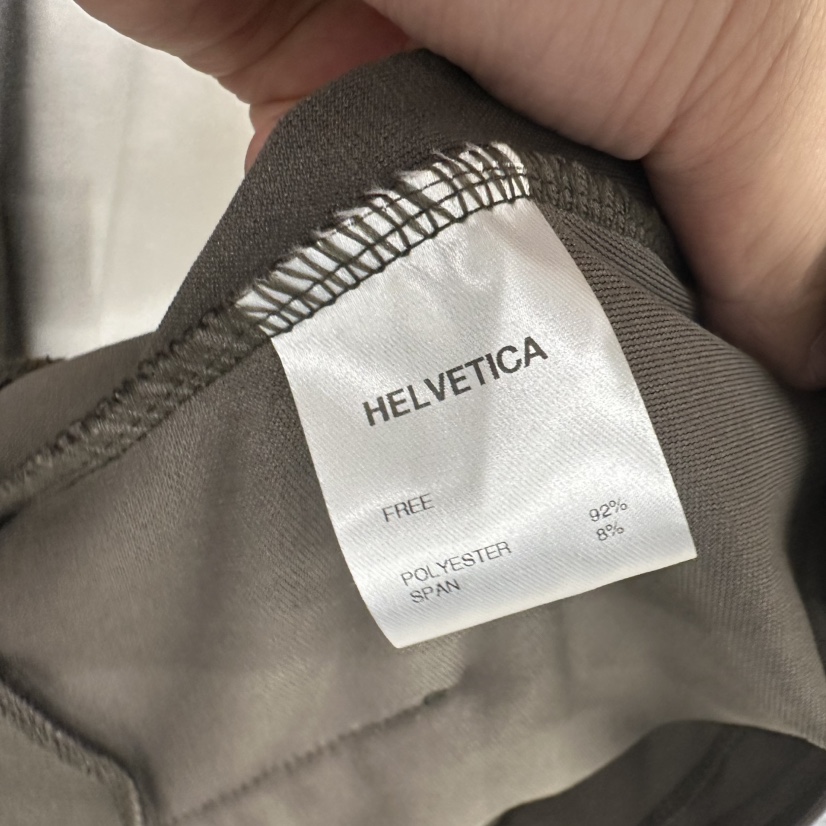 HELVETICA
FREE
POLYESTER 92%
SPAN 8%